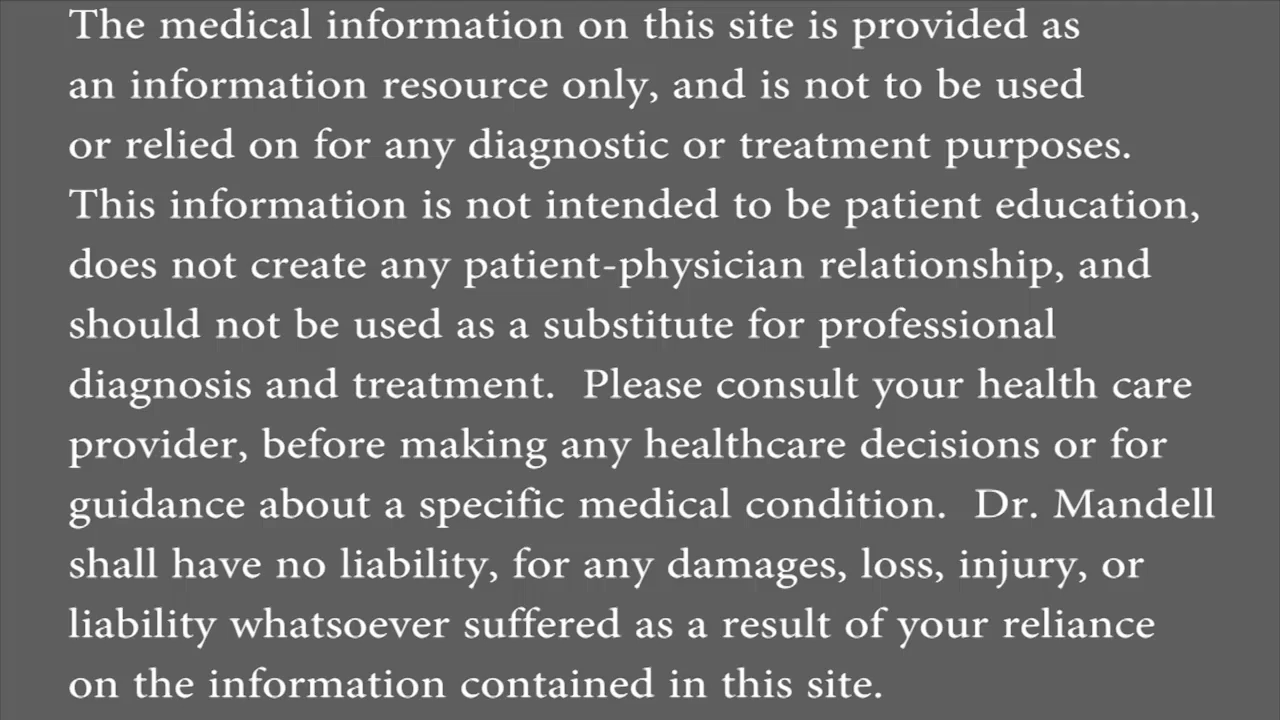 The medical information on this site is provided as
an information resource only, and is not to be used
or relied on for any diagnostic or treatment purposes.
This information is not intended to be patient education,
does not create any patient-physician relationship, and
should not be used as a substitute for professional
diagnosis and treatment.  Please consult your health care
provider, before making any healthcare decisions or for
guidance about a specific medical condition.  Dr. Mandell
shall have no liability, for any damages, loss, injury, or
liability whatsoever suffered as a result of your reliance
on the information contained in this site.